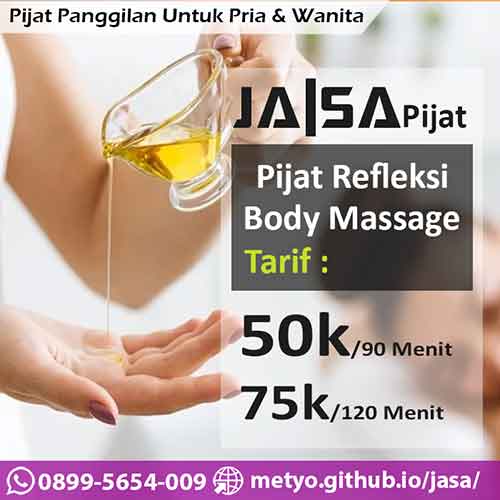 Pijat Panggilan Untuk Pria & Wanita
JASA Pijat
Pijat Refleksi
Body Massage
Tarif :
50k/90 Menit
75k/120 Menit
0899-5654-009 metyo.github.io/jasa/